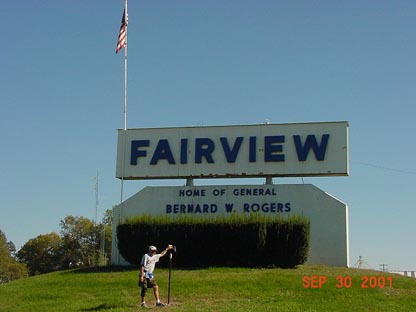 FAIRVIEW
HOME OF GENERAL
BERNARD W. ROGERS
SEP 30 2001